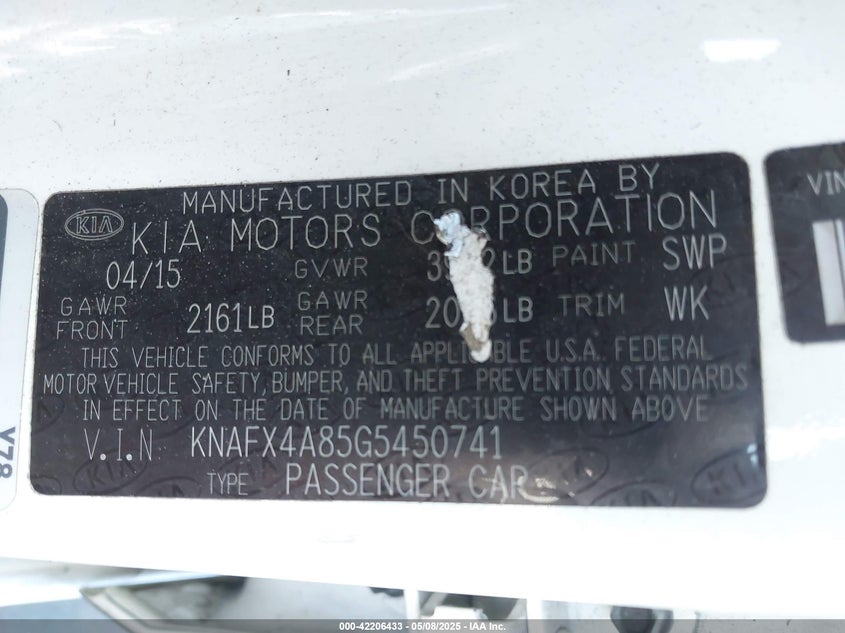 MANUFACTURED IN KOREA BY
KIA KIA MOTORS CORPORATION
04/15 GVWR LB PAINT SWP
GAWR FRONT 2161LB GAWR REAR LB TRIM WK
THIS VEHICLE CONFORMS TO ALL APPLICABLE U.S.A. FEDERAL
MOTOR VEHICLE SAFETY, BUMPER, AND THEFT PREVENTION STANDARDS
IN EFFECT ON THE DATE OF MANUFACTURE SHOWN ABOVE
V.I.N KNAFX4A85G5450741
TYPE PASSENGER CAR
VIN
Y78
000-42206433 - 05/08/2025 - IAA Inc.